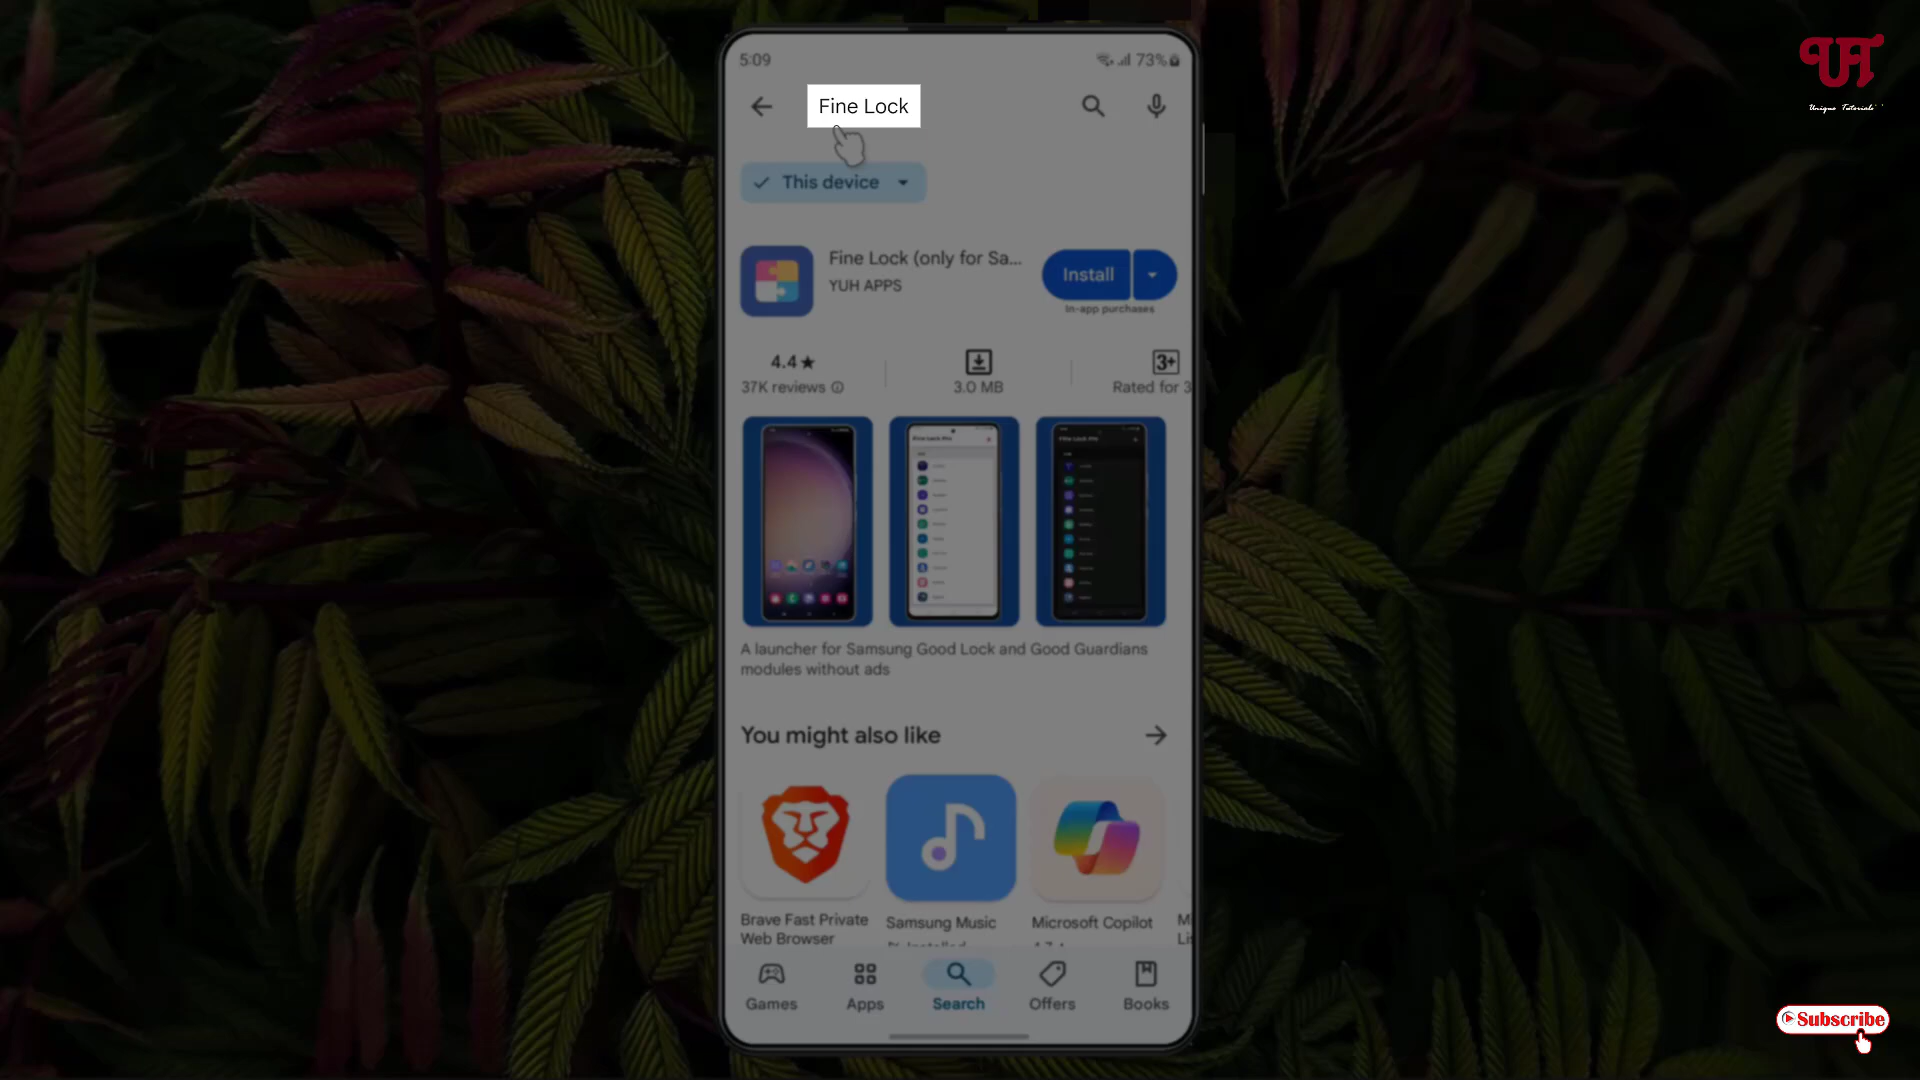 5:09
73%
Fine Lock
This device
Fine Lock (only for Sa...
YUH APPS
Install
In-app purchases
4.4★
37K reviews
3.0 MB
3+
Rated for 3
A launcher for Samsung Good Lock and Good Guardians
modules without ads
You might also like
Brave Fast Private
Web Browser
Samsung Music
Microsoft Copilot
Games
Apps
Search
Offers
Books
UT
Unique Tutorials
Subscribe